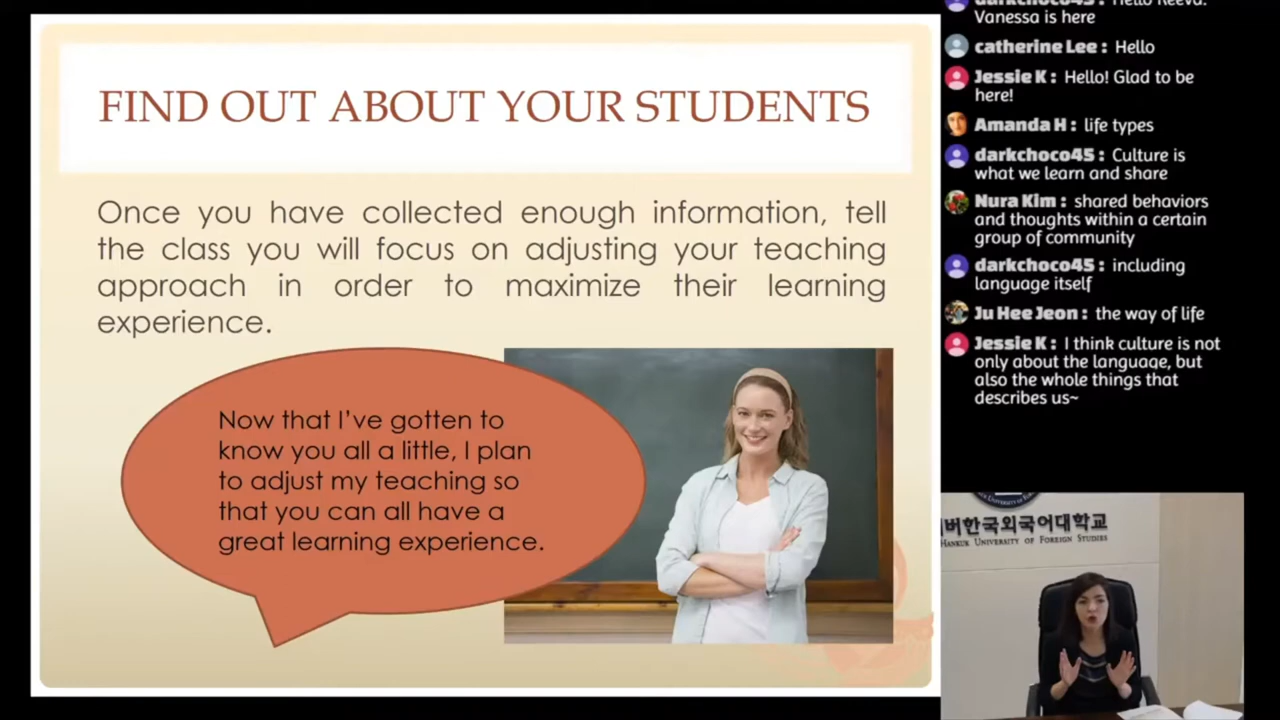 FIND OUT ABOUT YOUR STUDENTS
Once you have collected enough information, tell
the class you will focus on adjusting your teaching
approach in order to maximize their learning
experience.
Now that I've gotten to
know you all a little, I plan
to adjust my teaching so
that you can all have a
great learning experience.
Vanessa is here
catherine Lee : Hello
Jessie K : Hello! Glad to be
here!
Amanda H : life types
darkchoco45 : Culture is
what we learn and share
Nura Kim : shared behaviors
and thoughts within a certain
group of community
darkchoco45 : including
language itself
Ju Hee Jeon : the way of life
Jessie K : I think culture is not
only about the language, but
also the whole things that
describes us~
버한국외국어대학교
HANKUK UNIVERSITY OF FOREIGN STUDIES